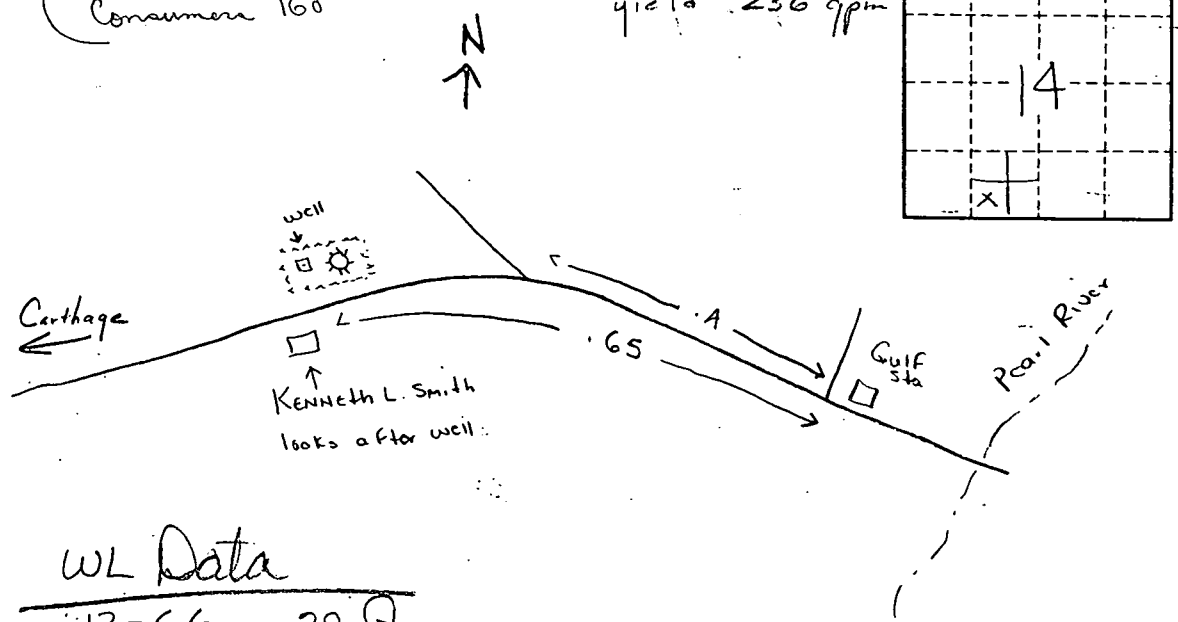 Consumers 160
yield 256 gpm
N
14
x
well
Carthage
.4
.65
Gulf
Sta
Pearl River
KENNETH L. SMITH
looks after well.
WL Data